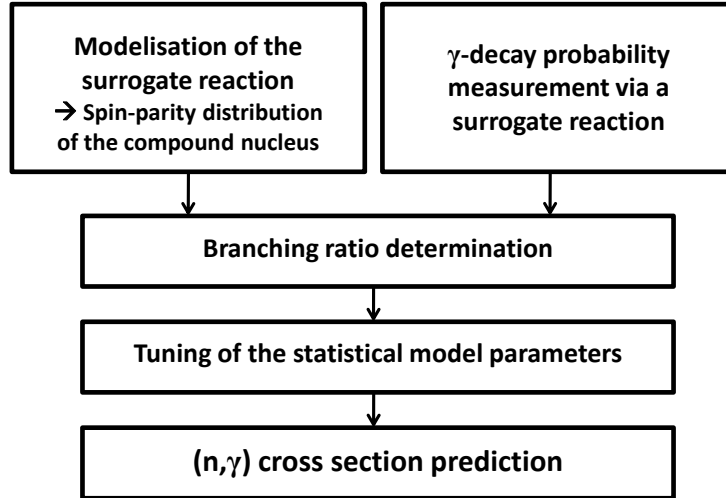 Modelisation of the
surrogate reaction
→ Spin-parity distribution
of the compound nucleus
γ-decay probability
measurement via a
surrogate reaction
Branching ratio determination
Tuning of the statistical model parameters
(n,γ) cross section prediction